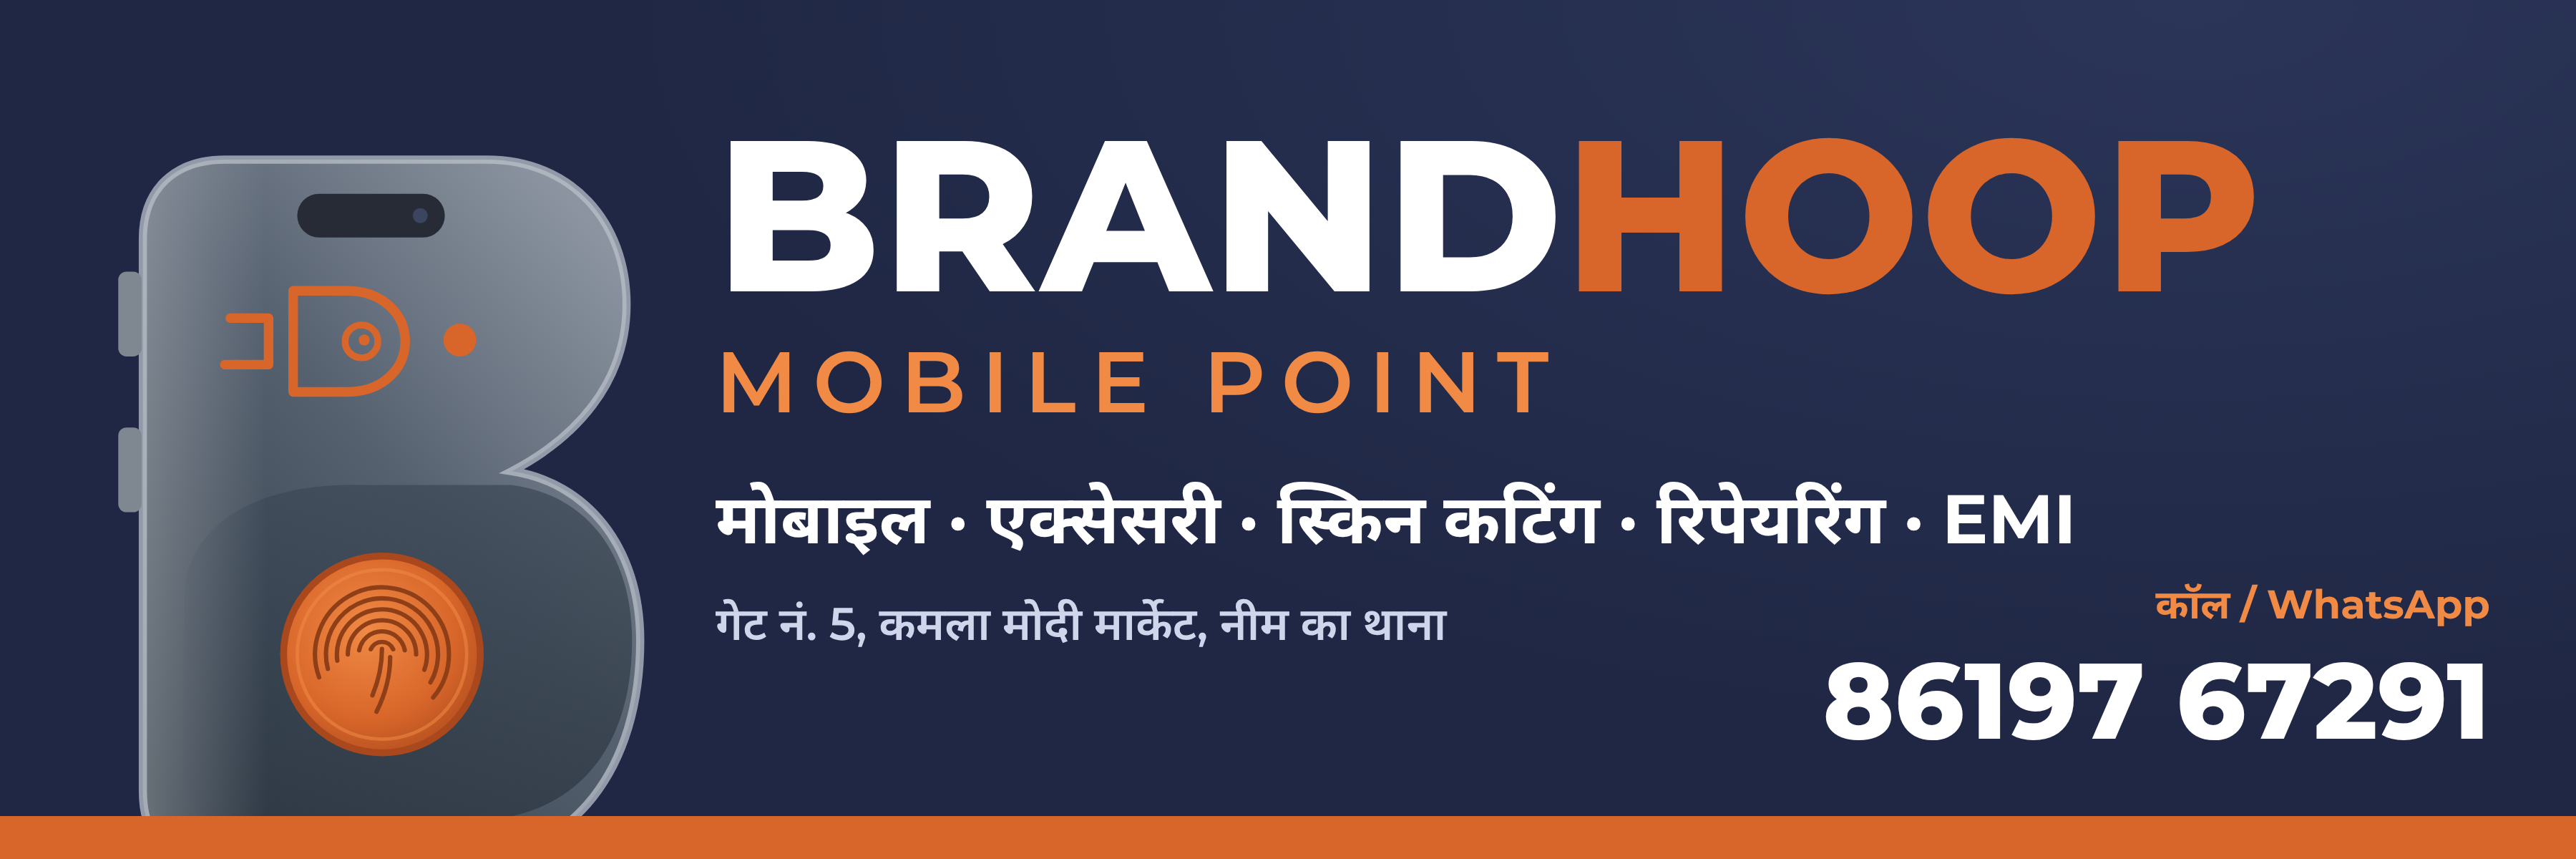 BRANDHOOP
MOBILE POINT
मोबाइल · एक्सेसरी · स्किन कटिंग · रिपेयरिंग · EMI
गेट नं. 5, कमला मोदी मार्केट, नीम का थाना
कॉल / WhatsApp
86197 67291